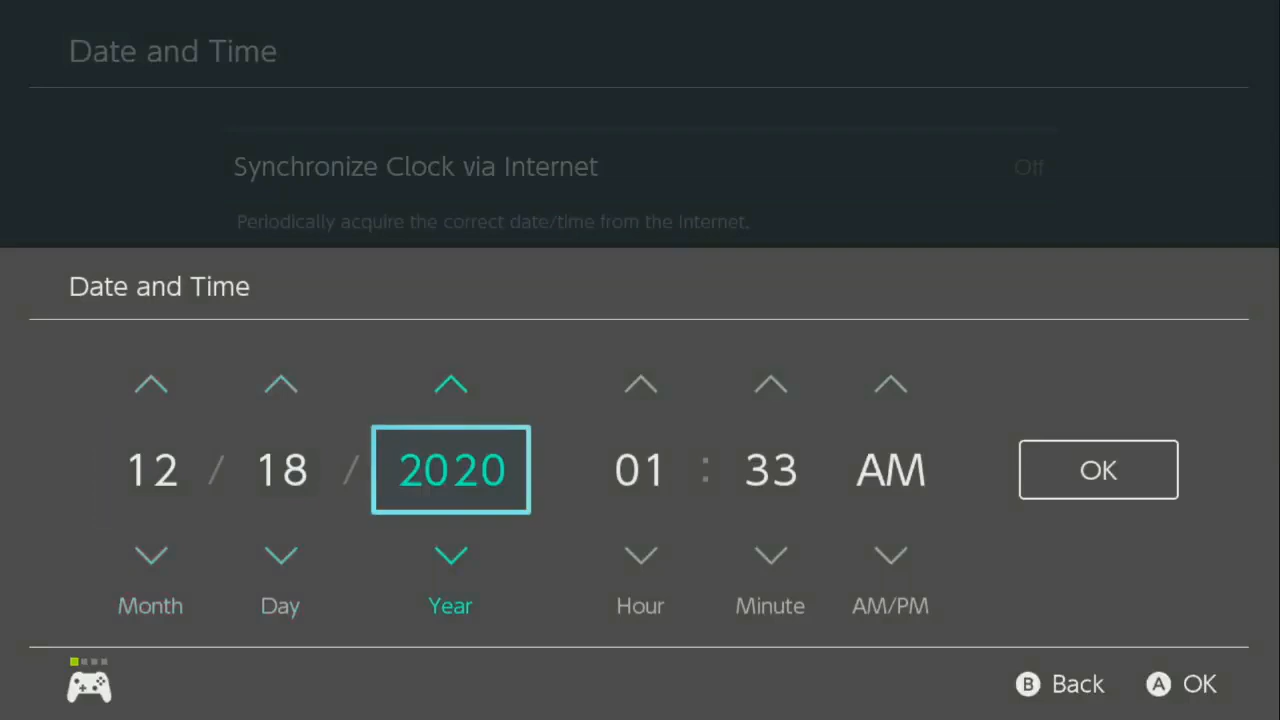 Date and Time
Synchronize Clock via Internet Off
Periodically acquire the correct date/time from the Internet.
Date and Time
12 / 18 / 2020 01 : 33 AM OK
Month Day Year Hour Minute AM/PM
B Back A OK